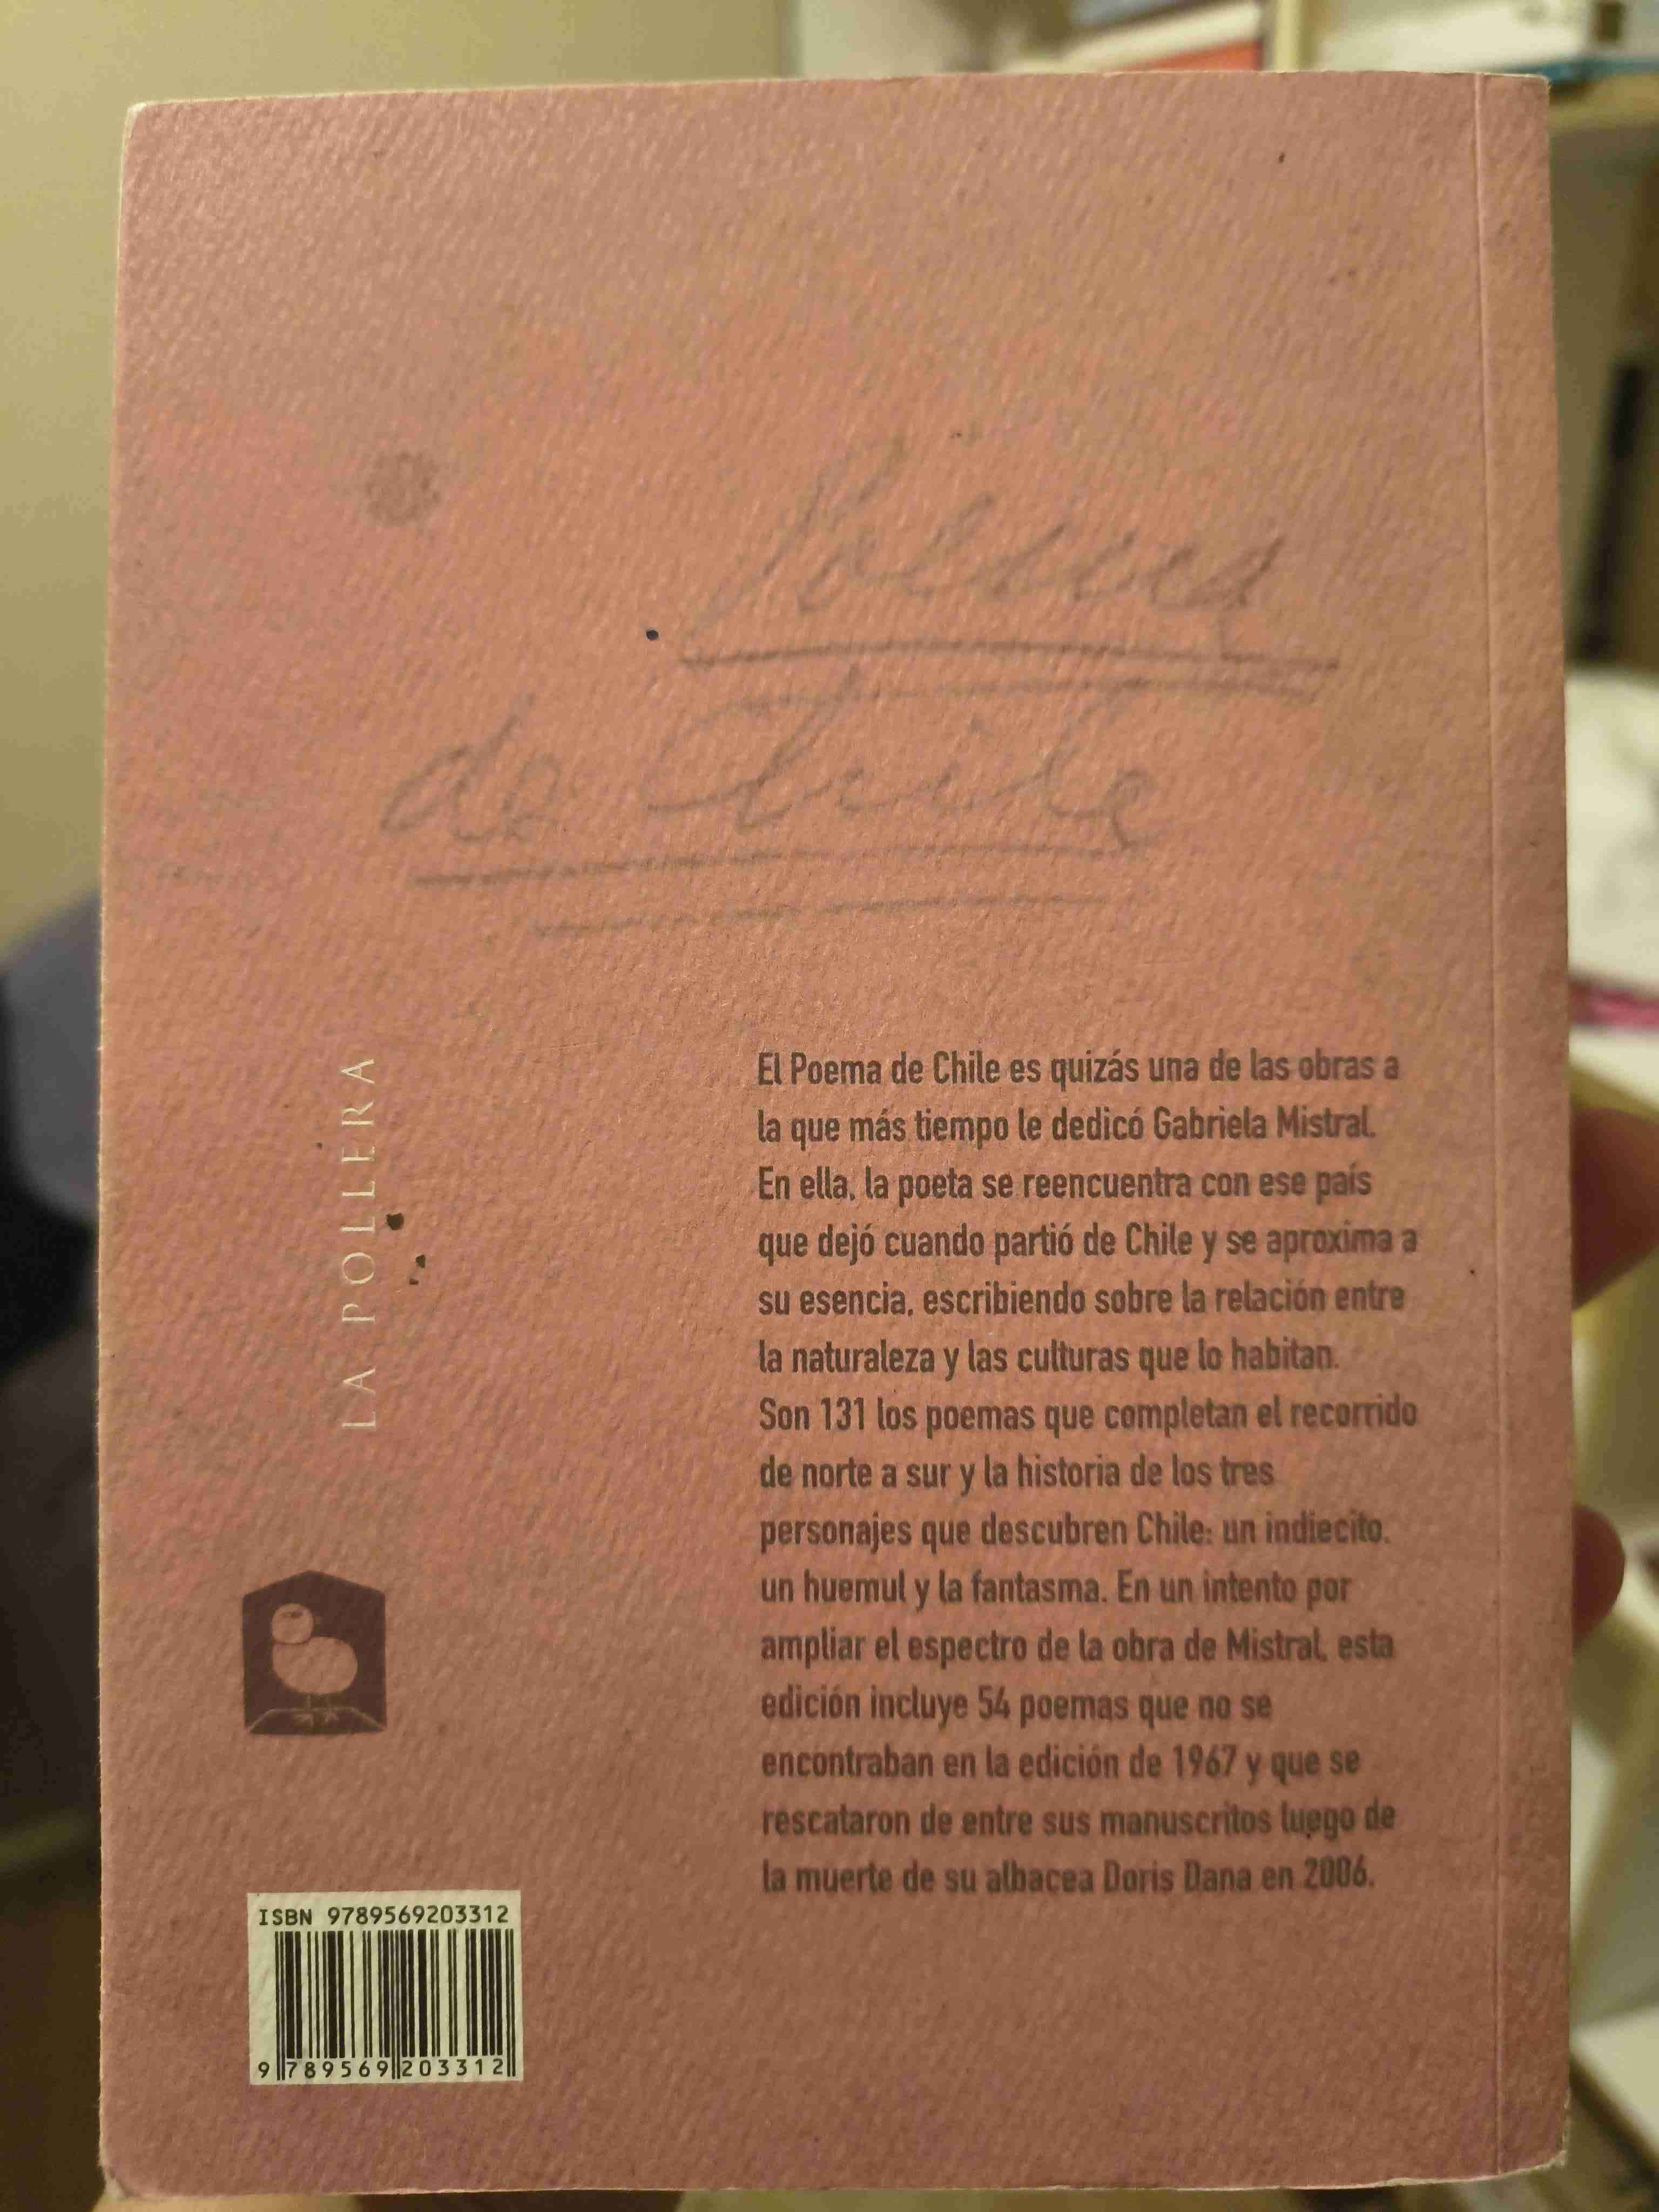 Poema
de Chile
LA POLLERA
El Poema de Chile es quizás una de las obras a
la que más tiempo le dedicó Gabriela Mistral.
En ella, la poeta se reencuentra con ese país
que dejó cuando partió de Chile y se aproxima a
su esencia, escribiendo sobre la relación entre
la naturaleza y las culturas que lo habitan.
Son 131 los poemas que completan el recorrido
de norte a sur y la historia de los tres
personajes que descubren Chile: un indiecito,
un huemul y la fantasma. En un intento por
ampliar el espectro de la obra de Mistral, esta
edición incluye 54 poemas que no se
encontraban en la edición de 1967 y que se
rescataron de entre sus manuscritos luego de
la muerte de su albacea Doris Dana en 2006.
ISBN 9789569203312
9 789569 203312